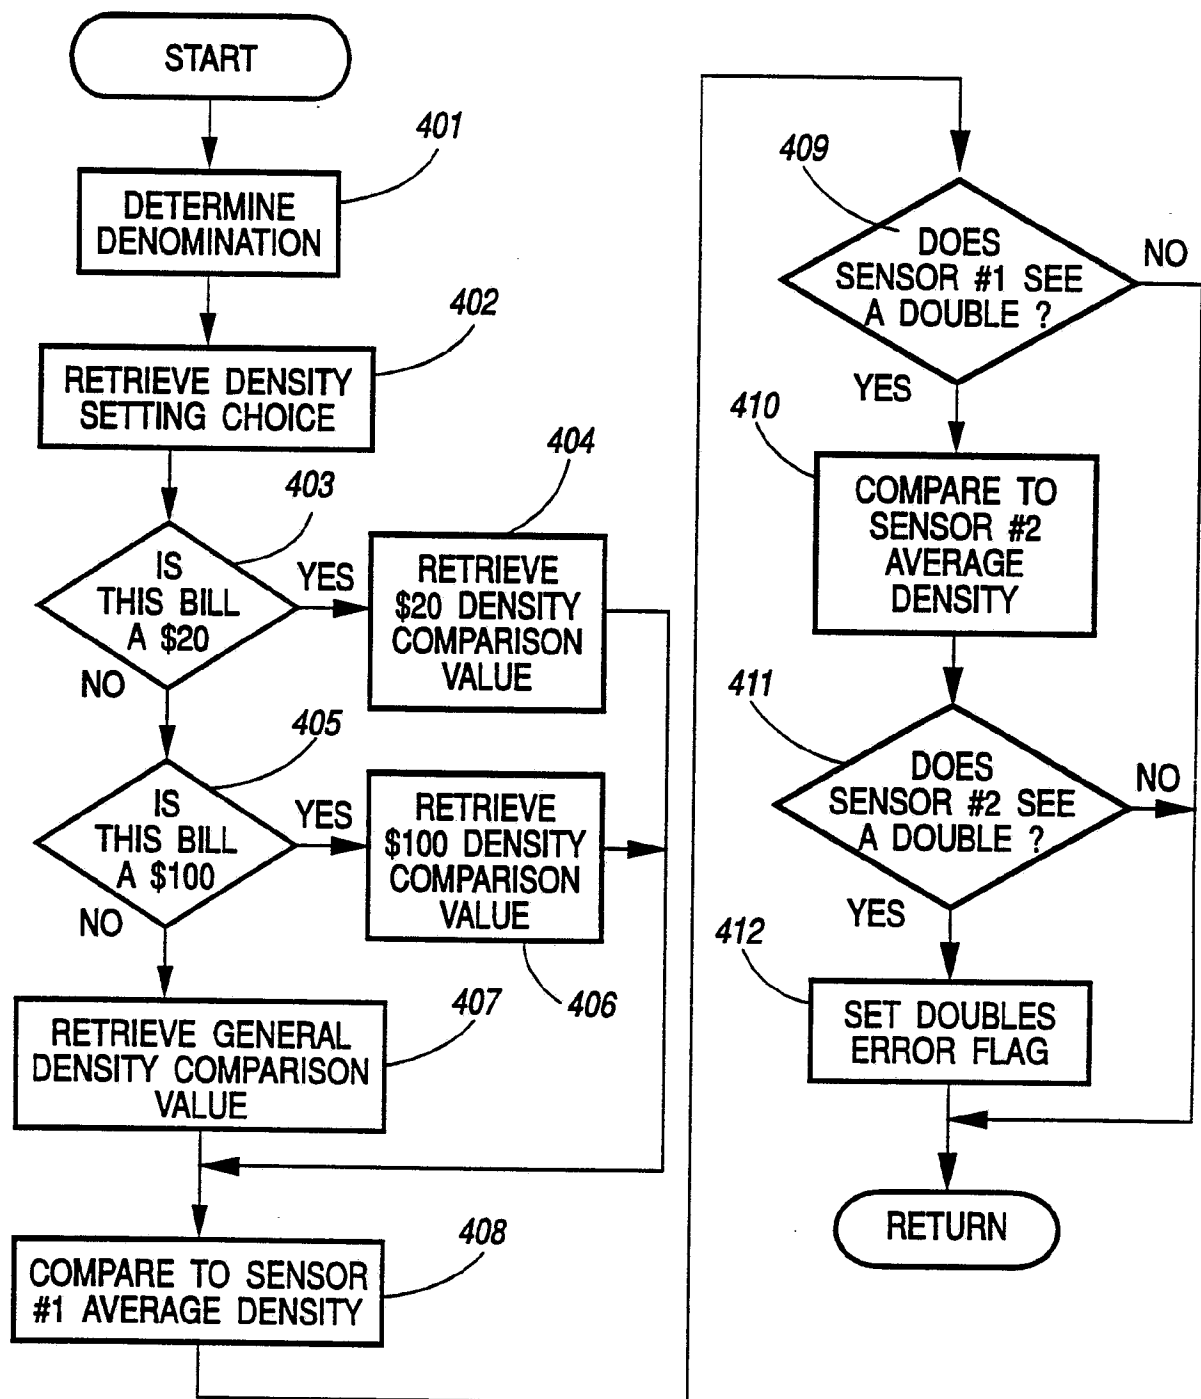 START
401
DETERMINE
DENOMINATION
402
RETRIEVE DENSITY
SETTING CHOICE
403
IS
THIS BILL
A $20
YES
NO
404
RETRIEVE
$20 DENSITY
COMPARISON
VALUE
405
IS
THIS BILL
A $100
YES
NO
RETRIEVE
$100 DENSITY
COMPARISON
VALUE
406
407
RETRIEVE GENERAL
DENSITY COMPARISON
VALUE
408
COMPARE TO SENSOR
#1 AVERAGE DENSITY
409
DOES
SENSOR #1 SEE
A DOUBLE ?
NO
YES
410
COMPARE TO
SENSOR #2
AVERAGE
DENSITY
411
DOES
SENSOR #2 SEE
A DOUBLE ?
NO
YES
412
SET DOUBLES
ERROR FLAG
RETURN